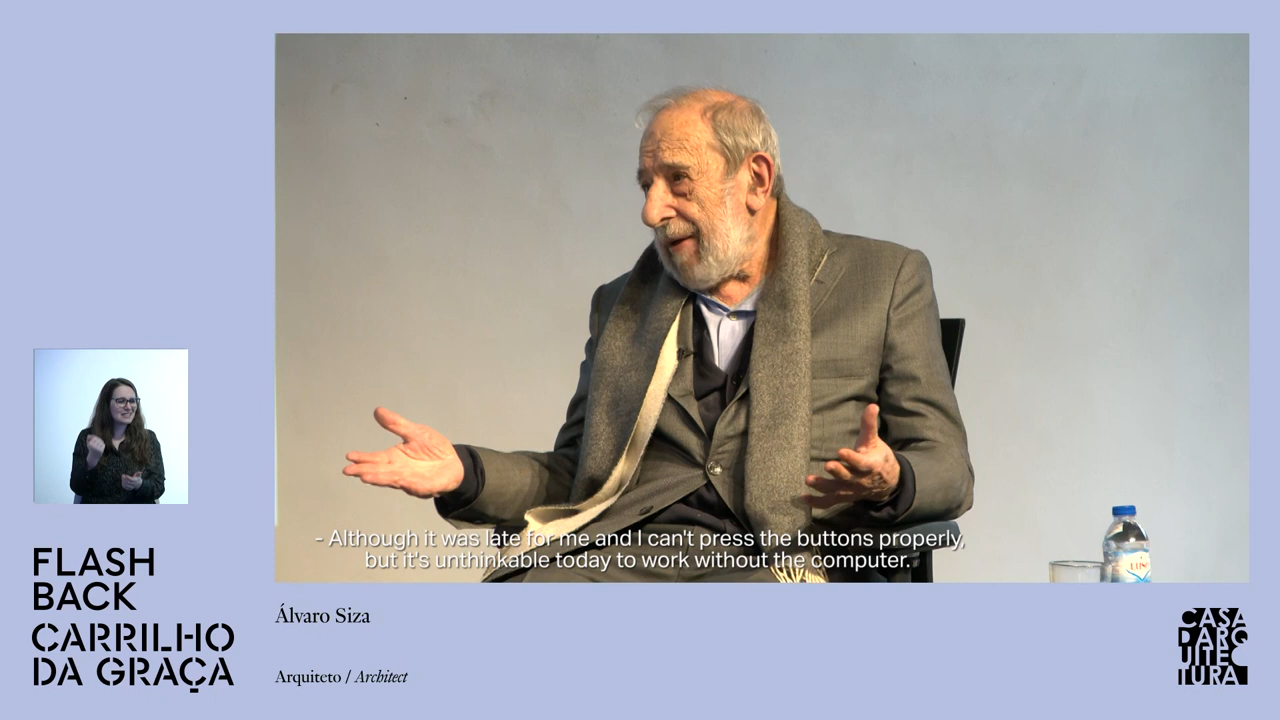 - Although it was late for me and I can't press the buttons properly,
but it's unthinkable today to work without the computer.
FLASH
BACK
CARRILHO
DA GRAÇA
Álvaro Siza
Arquiteto / Architect
CASA
DARQ
UITEC
TURA